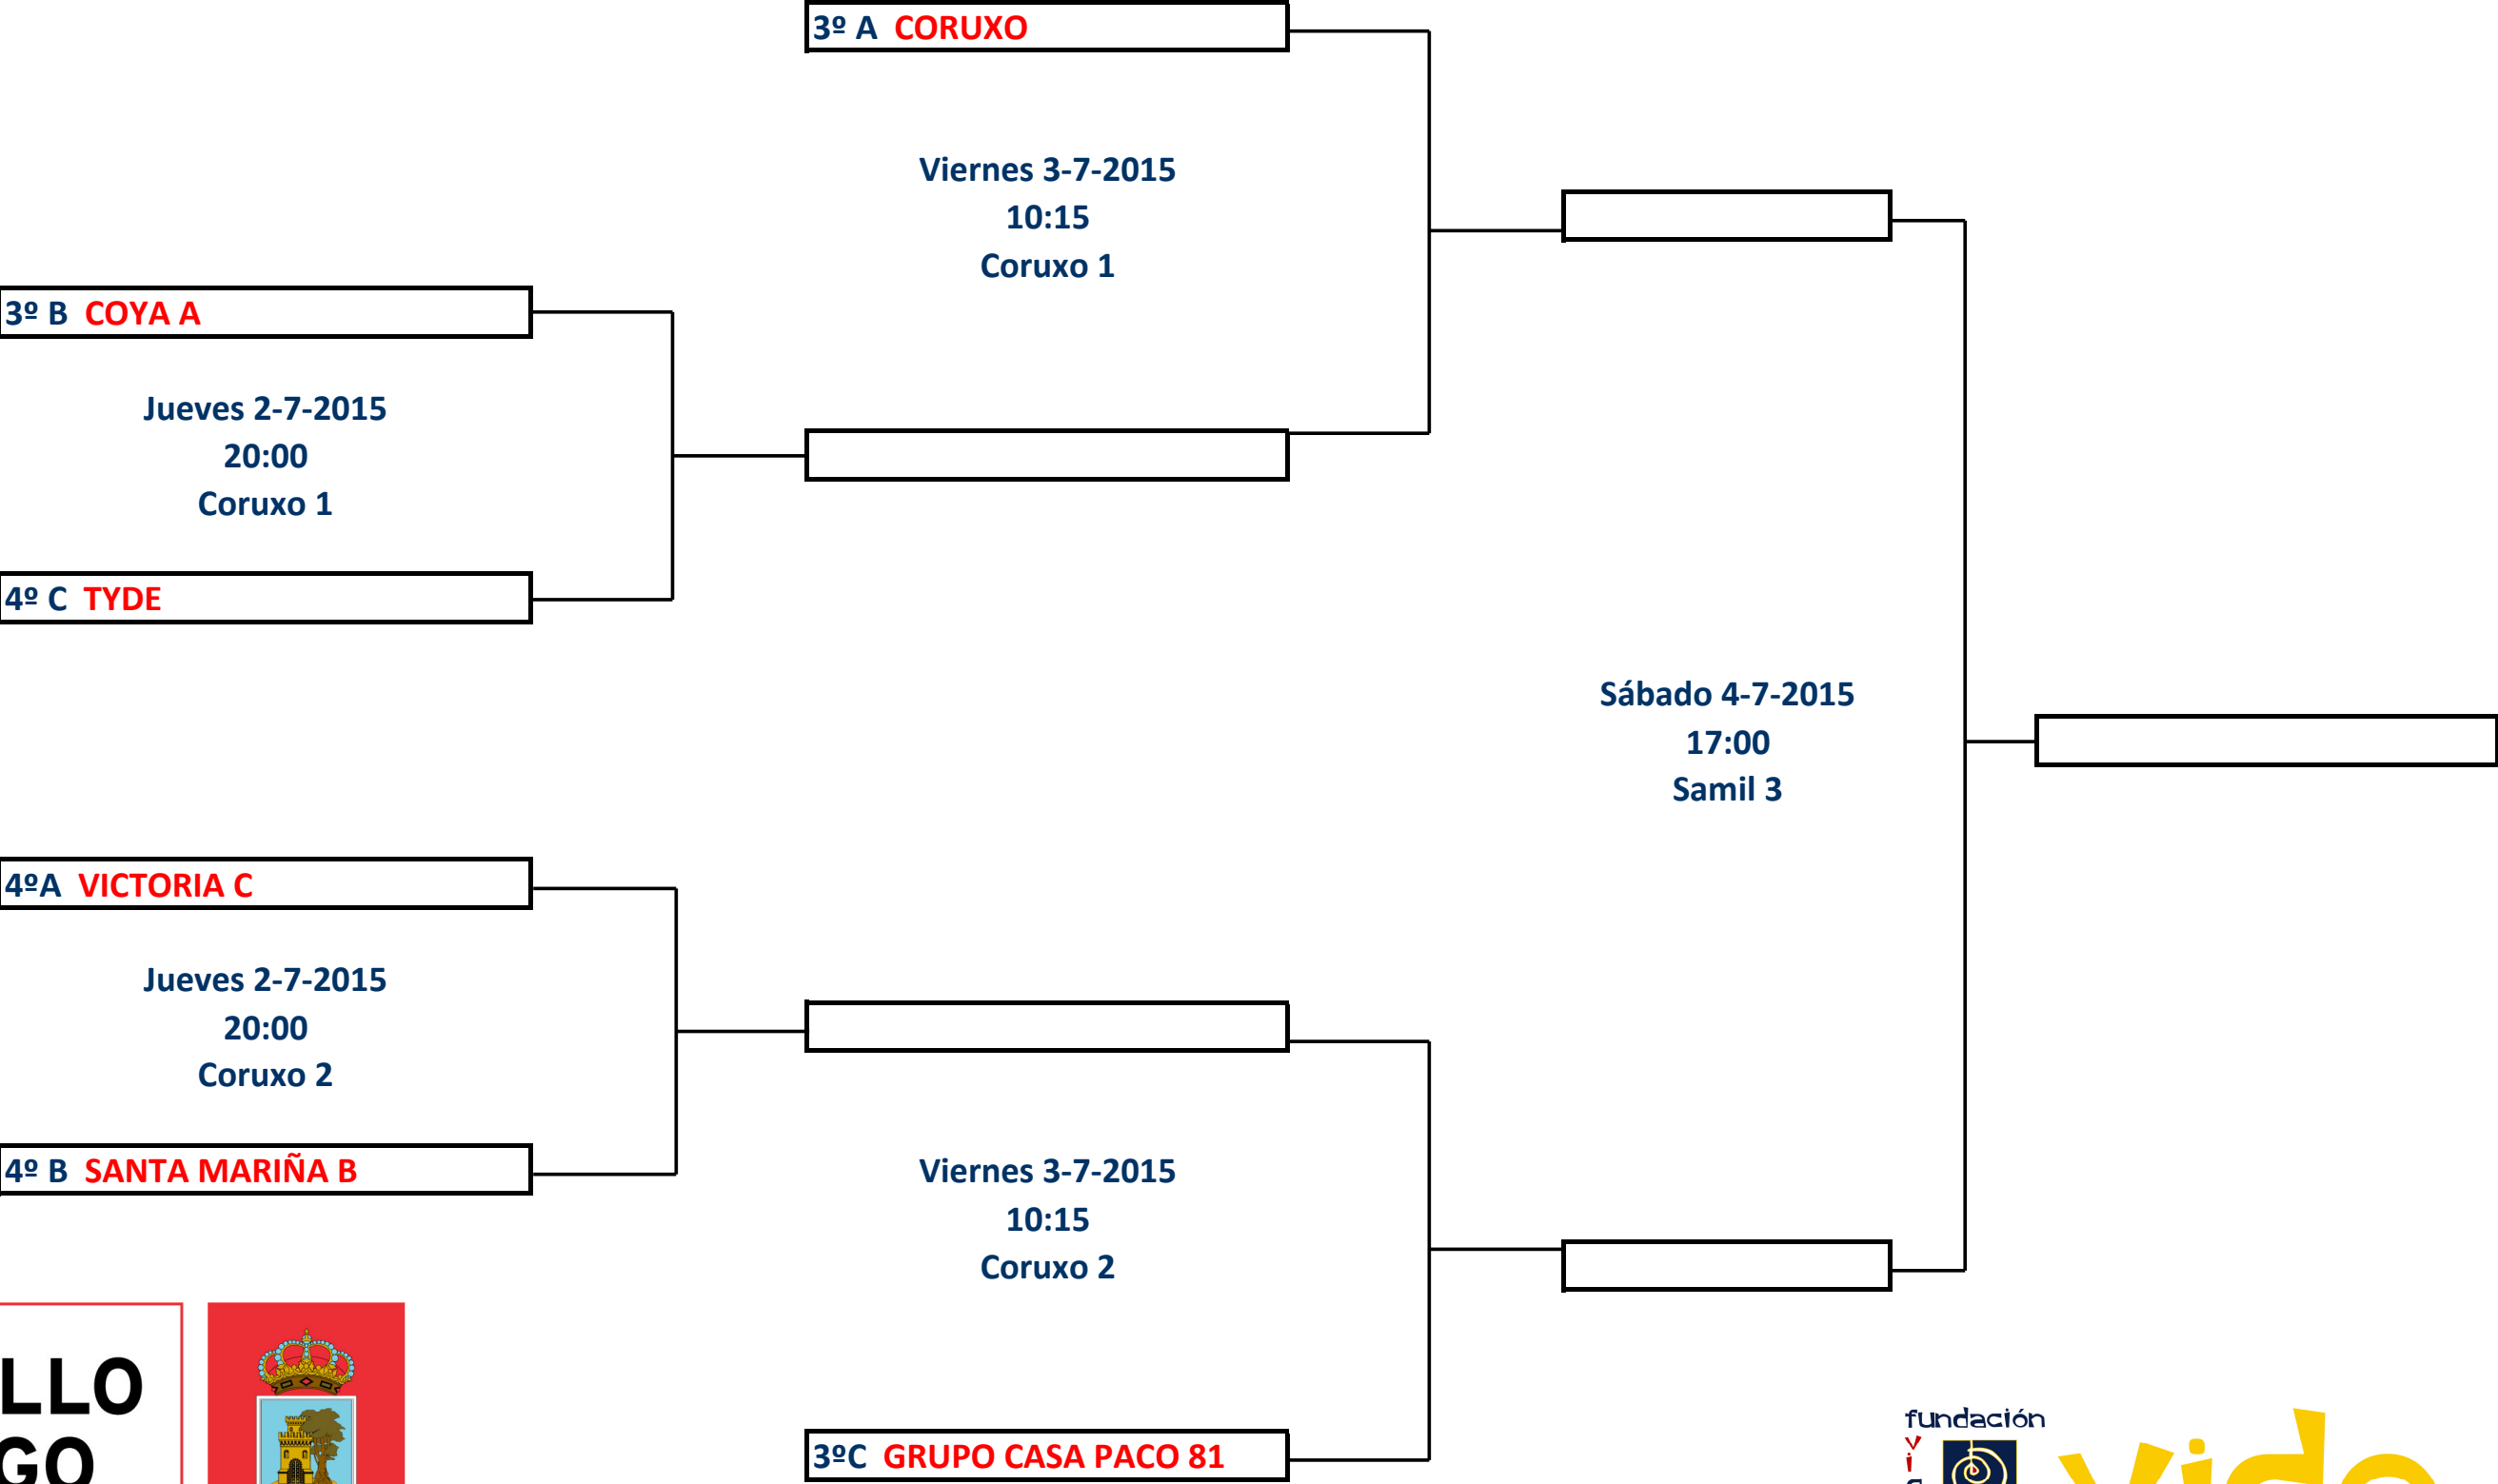 3º A CORUXO
Viernes 3-7-2015
10:15
Coruxo 1
3º B COYA A
Jueves 2-7-2015
20:00
Coruxo 1
4º C TYDE
Sábado 4-7-2015
17:00
Samil 3
4ºA VICTORIA C
Jueves 2-7-2015
20:00
Coruxo 2
4º B SANTA MARIÑA B
Viernes 3-7-2015
10:15
Coruxo 2
3ºC GRUPO CASA PACO 81
LLO
GO
fundación